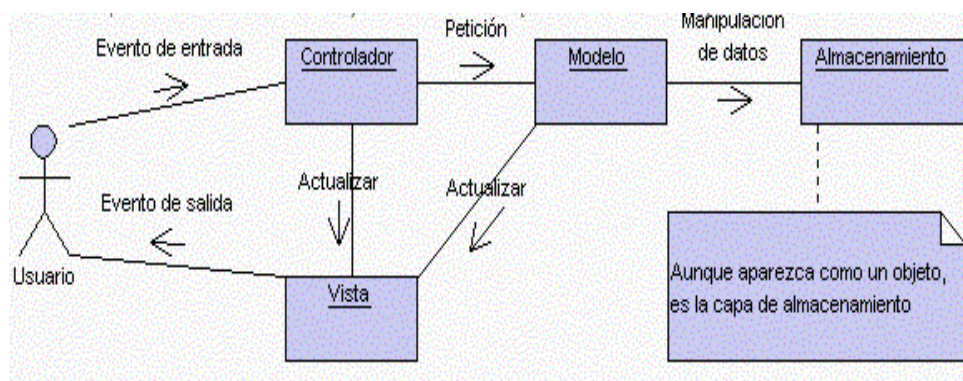 Evento de entrada
Controlador
Petición
Modelo
Manipulación
de datos
Almacenamiento
Actualizar
Actualizar
Evento de salida
Usuario
Vista
Aunque aparezca como un objeto,
es la capa de almacenamiento